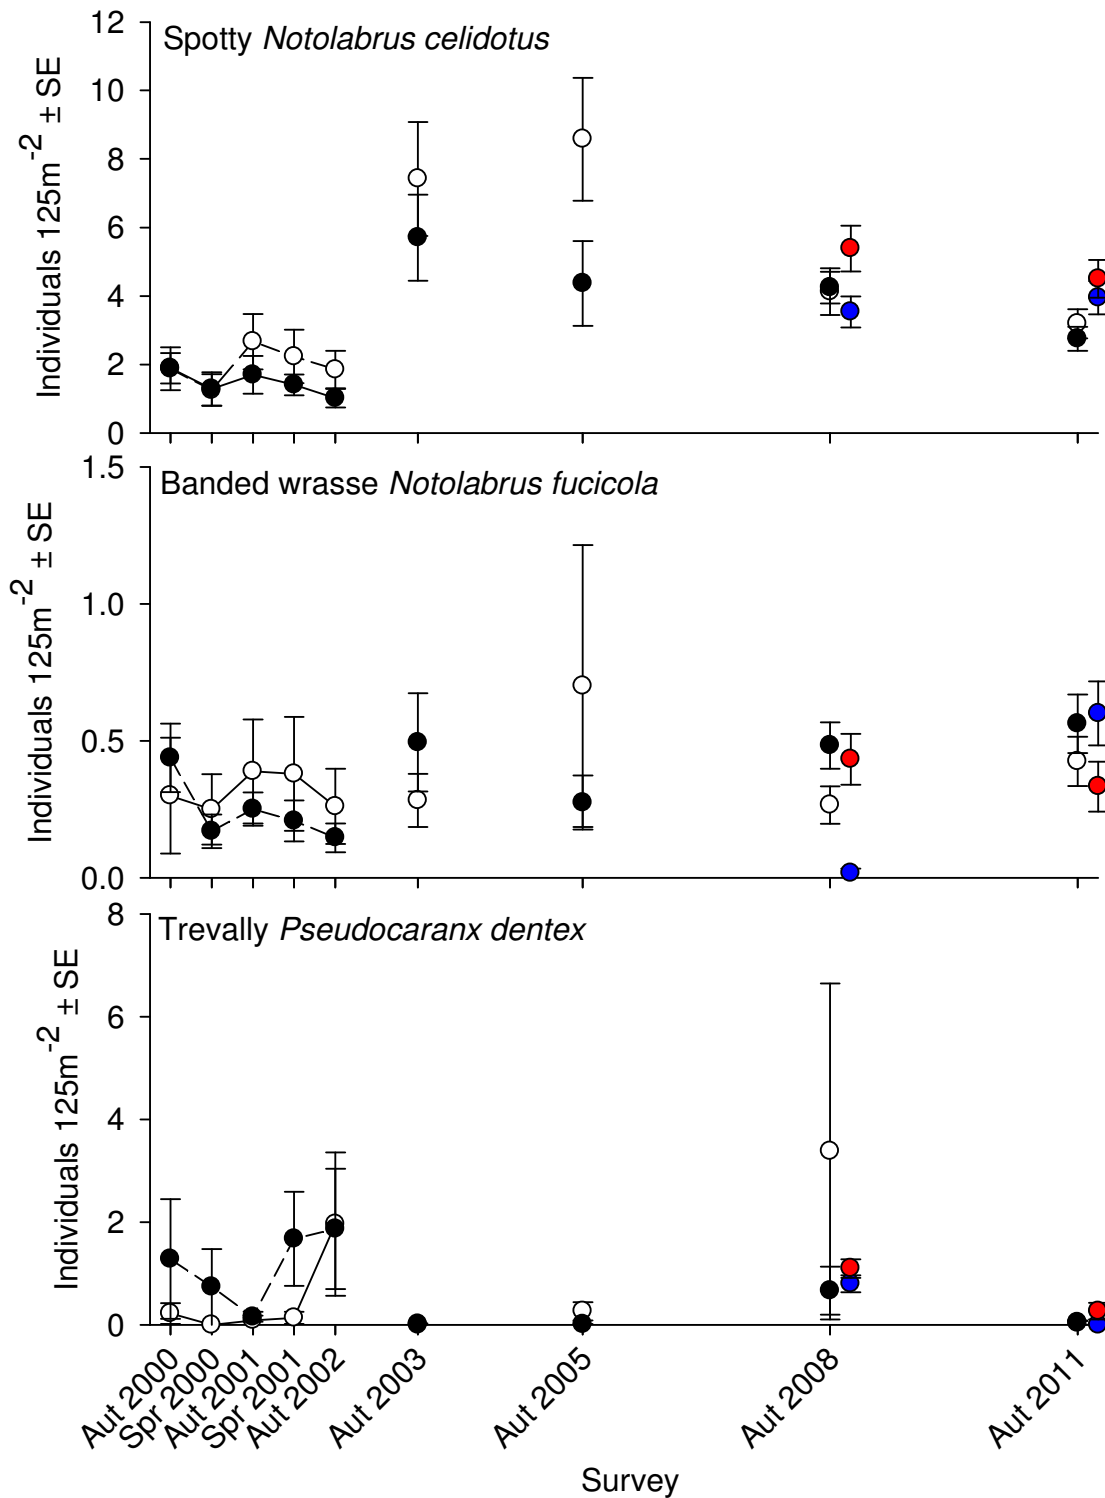 12
Spotty Notolabrus celidotus
10
8
6
4
2
0
Individuals 125m⁻² ± SE
1.5
Banded wrasse Notolabrus fucicola
1.0
0.5
0.0
Individuals 125m⁻² ± SE
8
Trevally Pseudocaranx dentex
6
4
2
0
Individuals 125m⁻² ± SE
Aut 2000
Spr 2000
Aut 2001
Spr 2001
Aut 2002
Aut 2003
Aut 2005
Aut 2008
Aut 2011
Survey